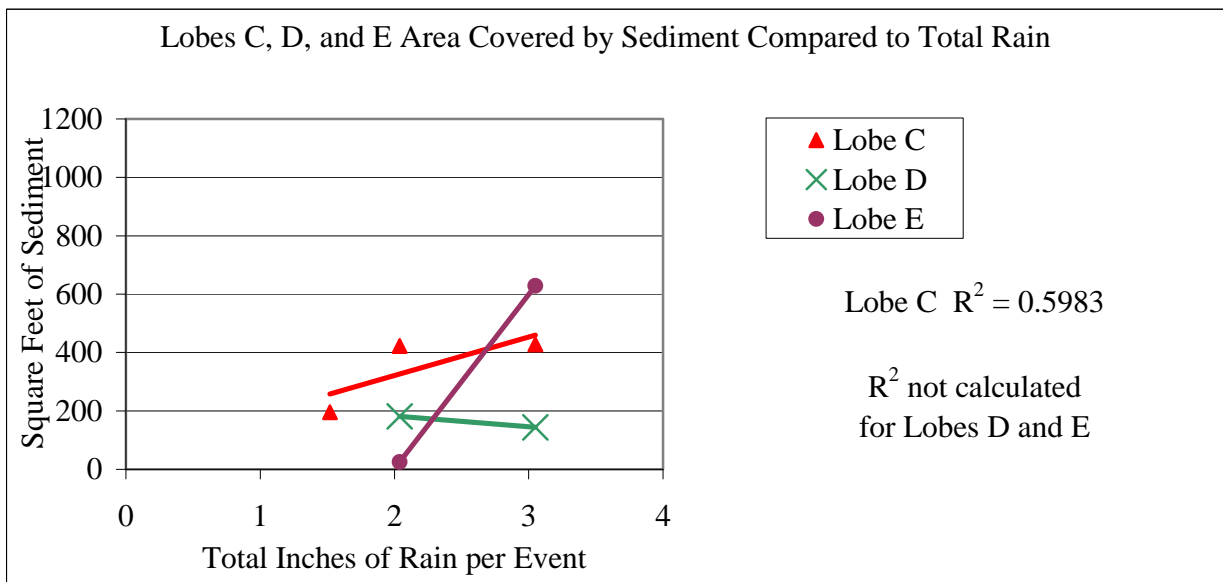 Lobes C, D, and E Area Covered by Sediment Compared to Total Rain
Square Feet of Sediment
1200
1000
800
600
400
200
0
0 1 2 3 4
Total Inches of Rain per Event
Lobe C
Lobe D
Lobe E
Lobe C R² = 0.5983
R² not calculated
for Lobes D and E